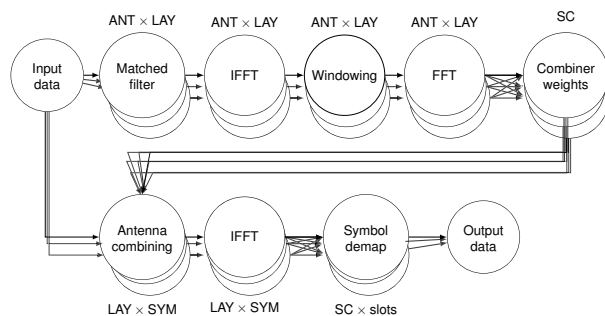 SC
ANT × LAY ANT × LAY ANT × LAY ANT × LAY
Input
data
Matched
filter
IFFT
Windowing
FFT
Combiner
weights
Antenna
combining
IFFT
Symbol
demap
Output
data
LAY × SYM LAY × SYM SC × slots